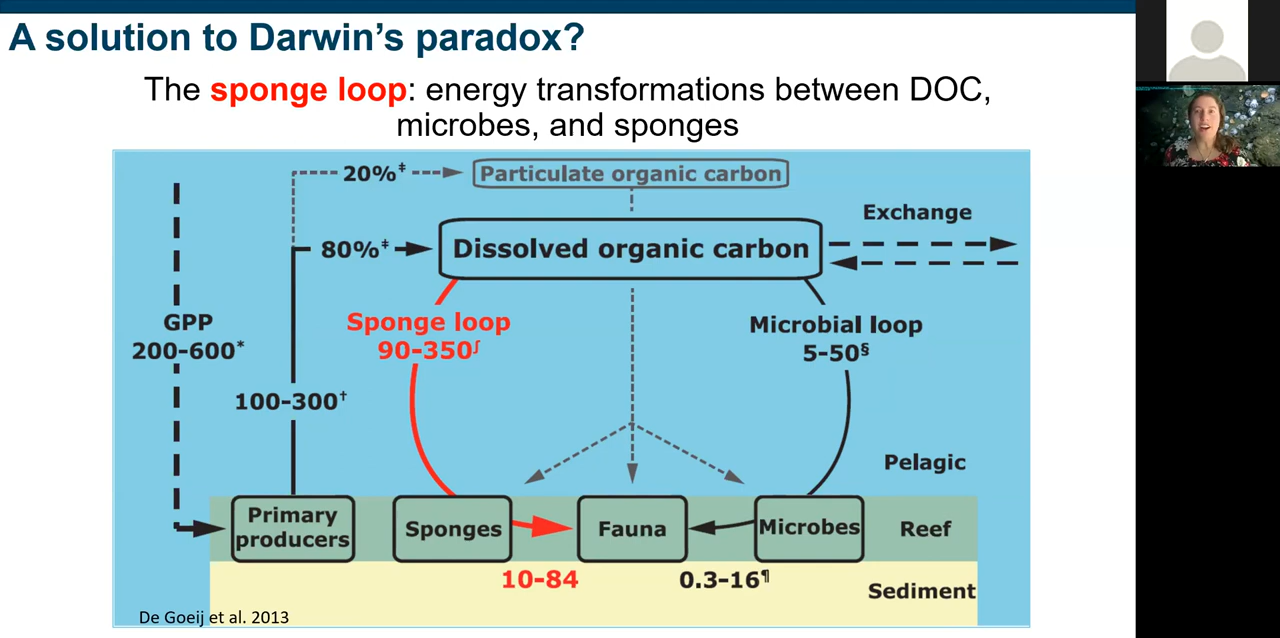 A solution to Darwin's paradox?
The sponge loop: energy transformations between DOC,
microbes, and sponges
20%‡
Particulate organic carbon
80%‡
Dissolved organic carbon
Exchange
GPP
200-600*
Sponge loop
90-350ʃ
Microbial loop
5-50§
100-300†
Pelagic
Primary
producers
Sponges
Fauna
Microbes
Reef
10-84
0.3-16¶
Sediment
De Goeij et al. 2013